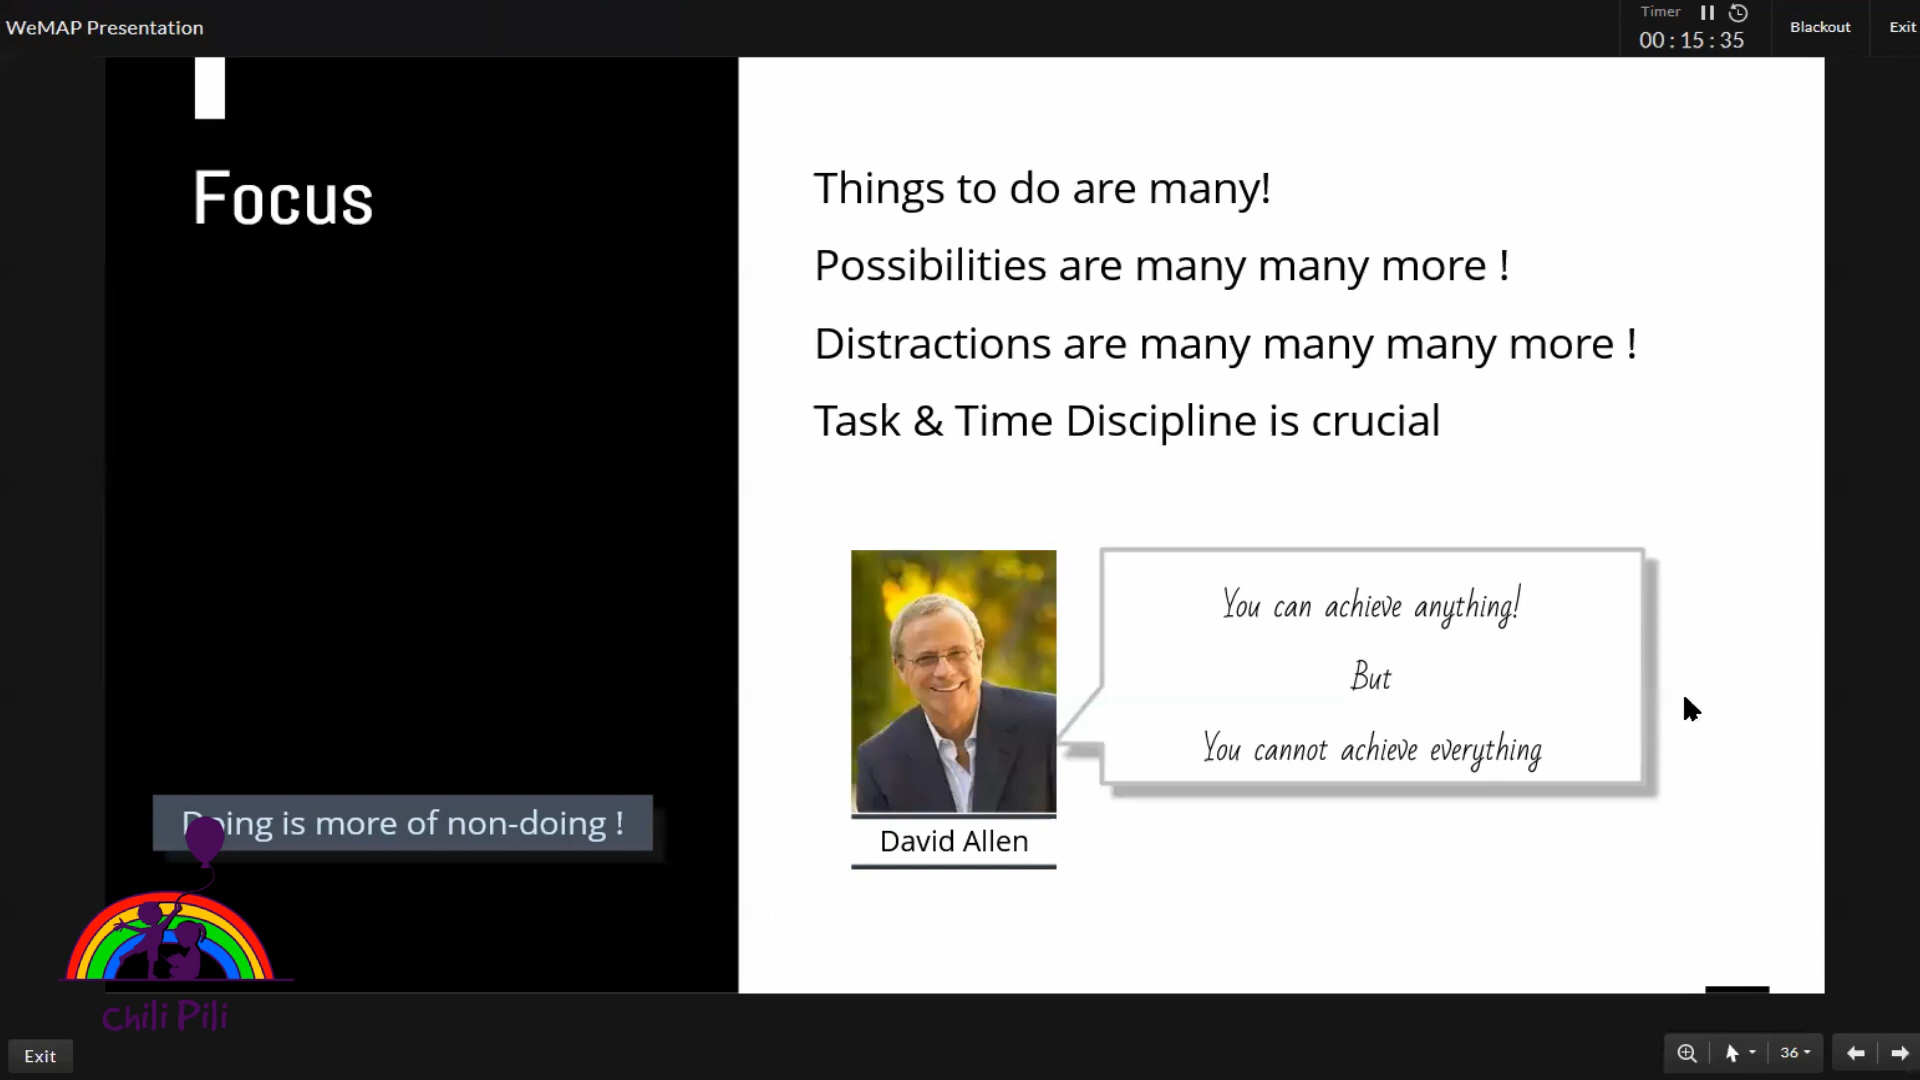 WeMAP Presentation
Timer
00 : 15 : 35
Blackout
Exit
Focus
Things to do are many!
Possibilities are many many more !
Distractions are many many many more !
Task & Time Discipline is crucial
You can achieve anything!
But
You cannot achieve everything
David Allen
Doing is more of non-doing !
Chili Pili
Exit
36